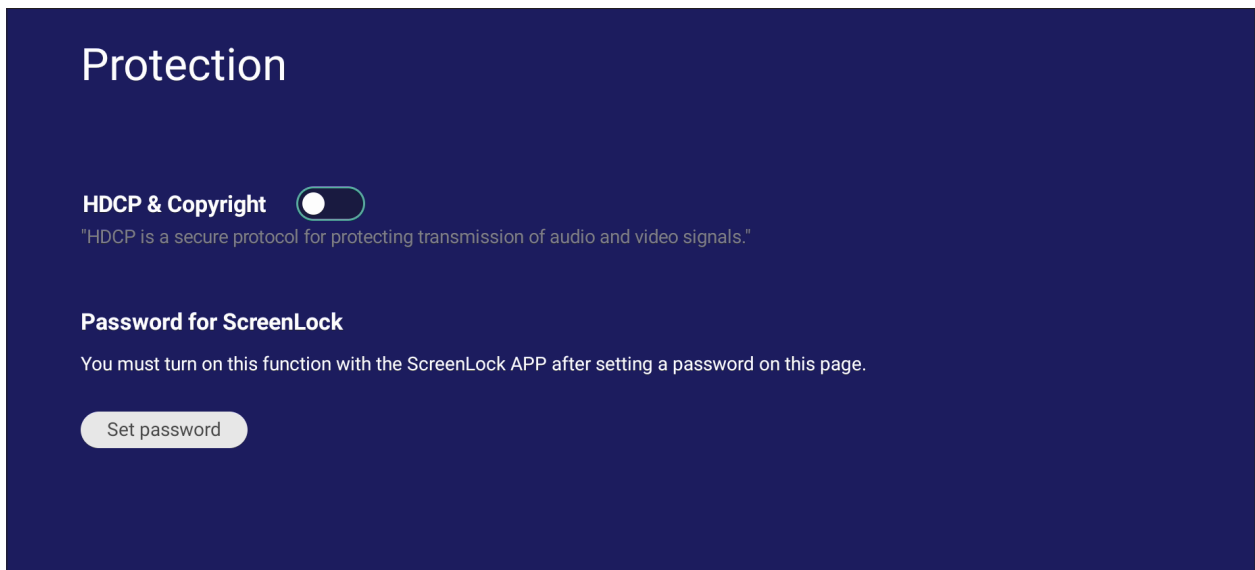 Protection
HDCP & Copyright
"HDCP is a secure protocol for protecting transmission of audio and video signals."
Password for ScreenLock
You must turn on this function with the ScreenLock APP after setting a password on this page.
Set password